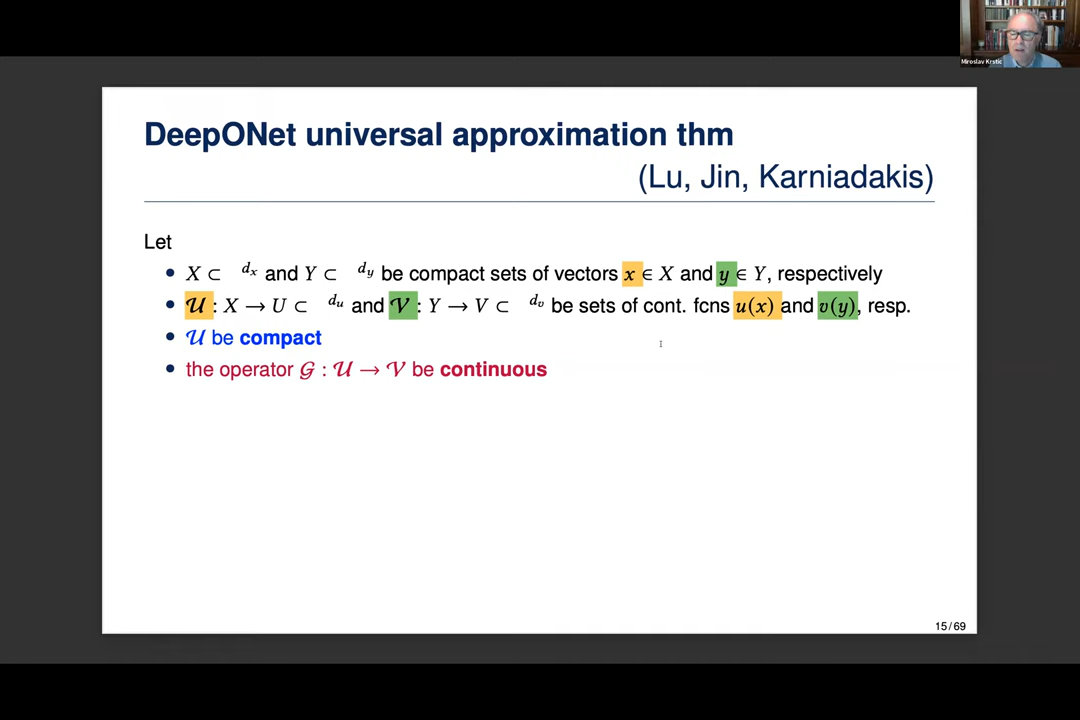 Miroslav Krstic
DeepONet universal approximation thm
(Lu, Jin, Karniadakis)
Let
• X ⊂ ^{d_x} and Y ⊂ ^{d_y} be compact sets of vectors x ∈ X and y ∈ Y, respectively
• 𝒰 : X → U ⊂ ^{d_u} and 𝒱 : Y → V ⊂ ^{d_v} be sets of cont. fcns u(x) and v(y), resp.
• 𝒰 be compact
• the operator 𝒢 : 𝒰 → 𝒱 be continuous
15/69